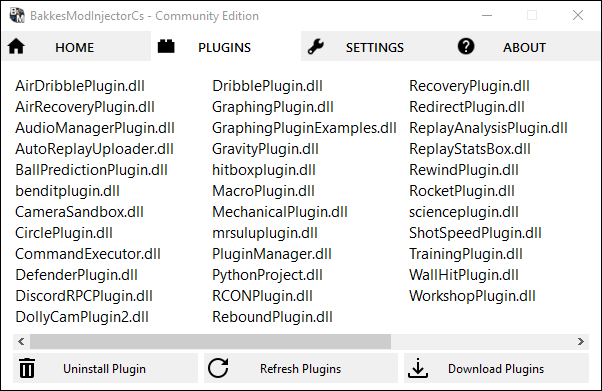 BakkesModInjectorCs - Community Edition
HOME
PLUGINS
SETTINGS
ABOUT
AirDribblePlugin.dll
AirRecoveryPlugin.dll
AudioManagerPlugin.dll
AutoReplayUploader.dll
BallPredictionPlugin.dll
benditplugin.dll
CameraSandbox.dll
CirclePlugin.dll
CommandExecutor.dll
DefenderPlugin.dll
DiscordRPCPlugin.dll
DollyCamPlugin2.dll
DribblePlugin.dll
GraphingPlugin.dll
GraphingPluginExamples.dll
GravityPlugin.dll
hitboxplugin.dll
MacroPlugin.dll
MechanicalPlugin.dll
mrsuluplugin.dll
PluginManager.dll
PythonProject.dll
RCONPlugin.dll
ReboundPlugin.dll
RecoveryPlugin.dll
RedirectPlugin.dll
ReplayAnalysisPlugin.dll
ReplayStatsBox.dll
RewindPlugin.dll
RocketPlugin.dll
scienceplugin.dll
ShotSpeedPlugin.dll
TrainingPlugin.dll
WallHitPlugin.dll
WorkshopPlugin.dll
Uninstall Plugin
Refresh Plugins
Download Plugins